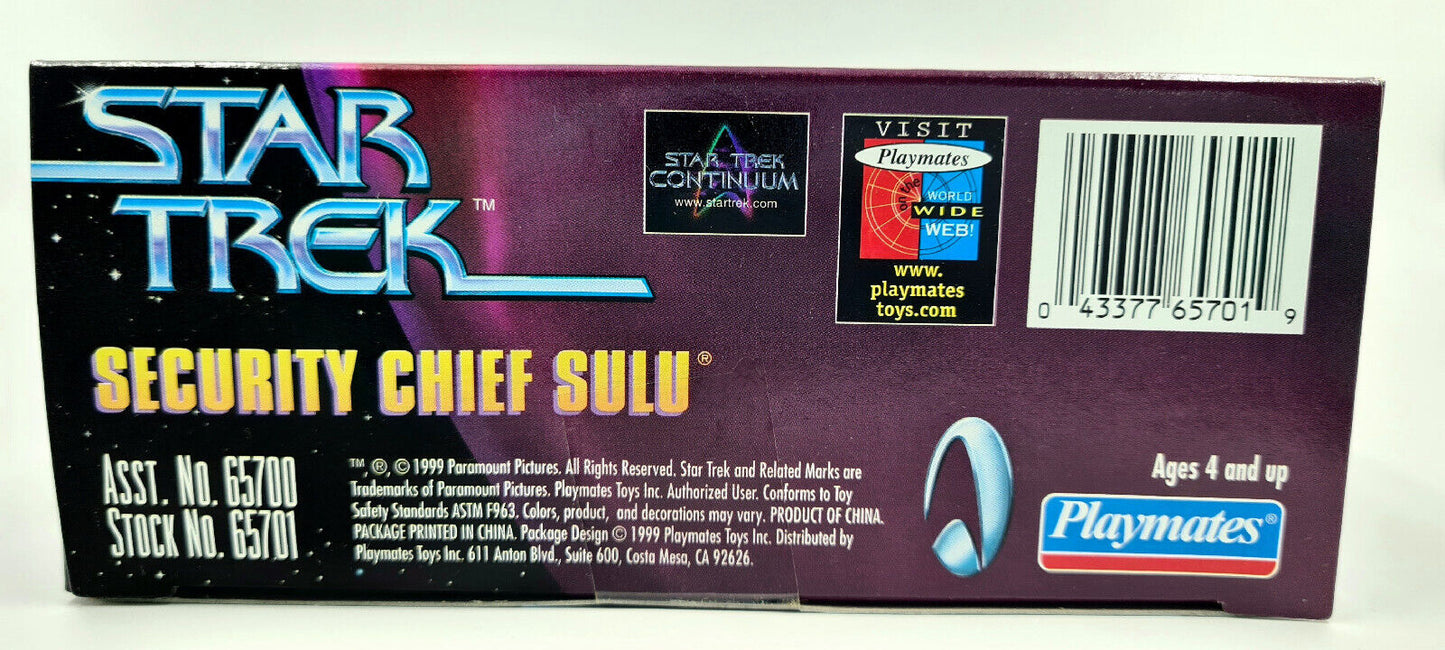 STAR
TREK™
STAR TREK
CONTINUUM
www.startrek.com
VISIT
Playmates
on the
WORLD
WIDE
WEB!
www.
playmates
toys.com
0 43377 65701 9
SECURITY CHIEF SULU®
ASST. NO. 65700
STOCK NO. 65701
™, ®, © 1999 Paramount Pictures. All Rights Reserved. Star Trek and Related Marks are
Trademarks of Paramount Pictures. Playmates Toys Inc. Authorized User. Conforms to Toy
Safety Standards ASTM F963. Colors, product, and decorations may vary. PRODUCT OF CHINA.
PACKAGE PRINTED IN CHINA. Package Design © 1999 Playmates Toys Inc. Distributed by
Playmates Toys Inc. 611 Anton Blvd., Suite 600, Costa Mesa, CA 92626.
Ages 4 and up
Playmates®